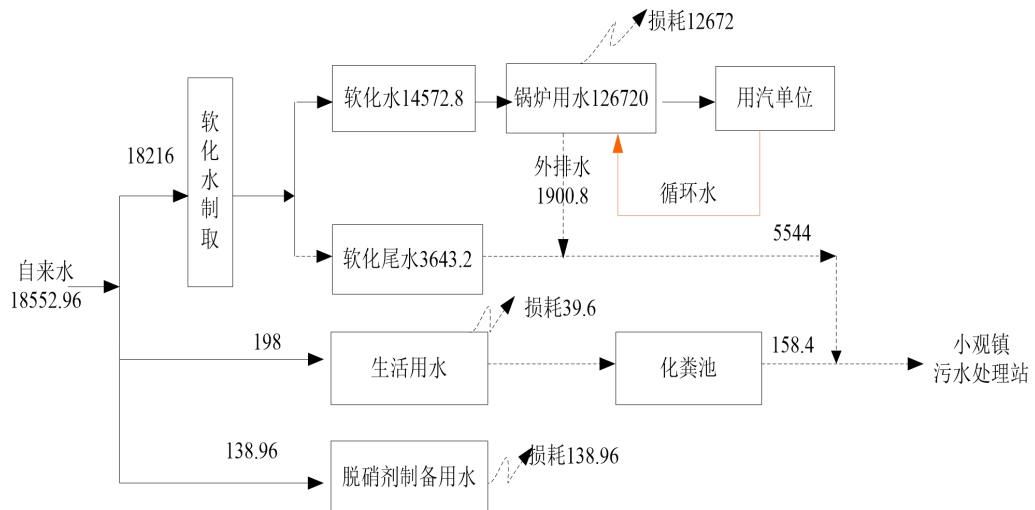 损耗12672
软化水制取
软化水14572.8
锅炉用水126720
用汽单位
18216
外排水
1900.8
循环水
5544
软化尾水3643.2
自来水
18552.96
损耗39.6
198
生活用水
化粪池
158.4
小观镇
污水处理站
138.96
脱硝剂制备用水
损耗138.96